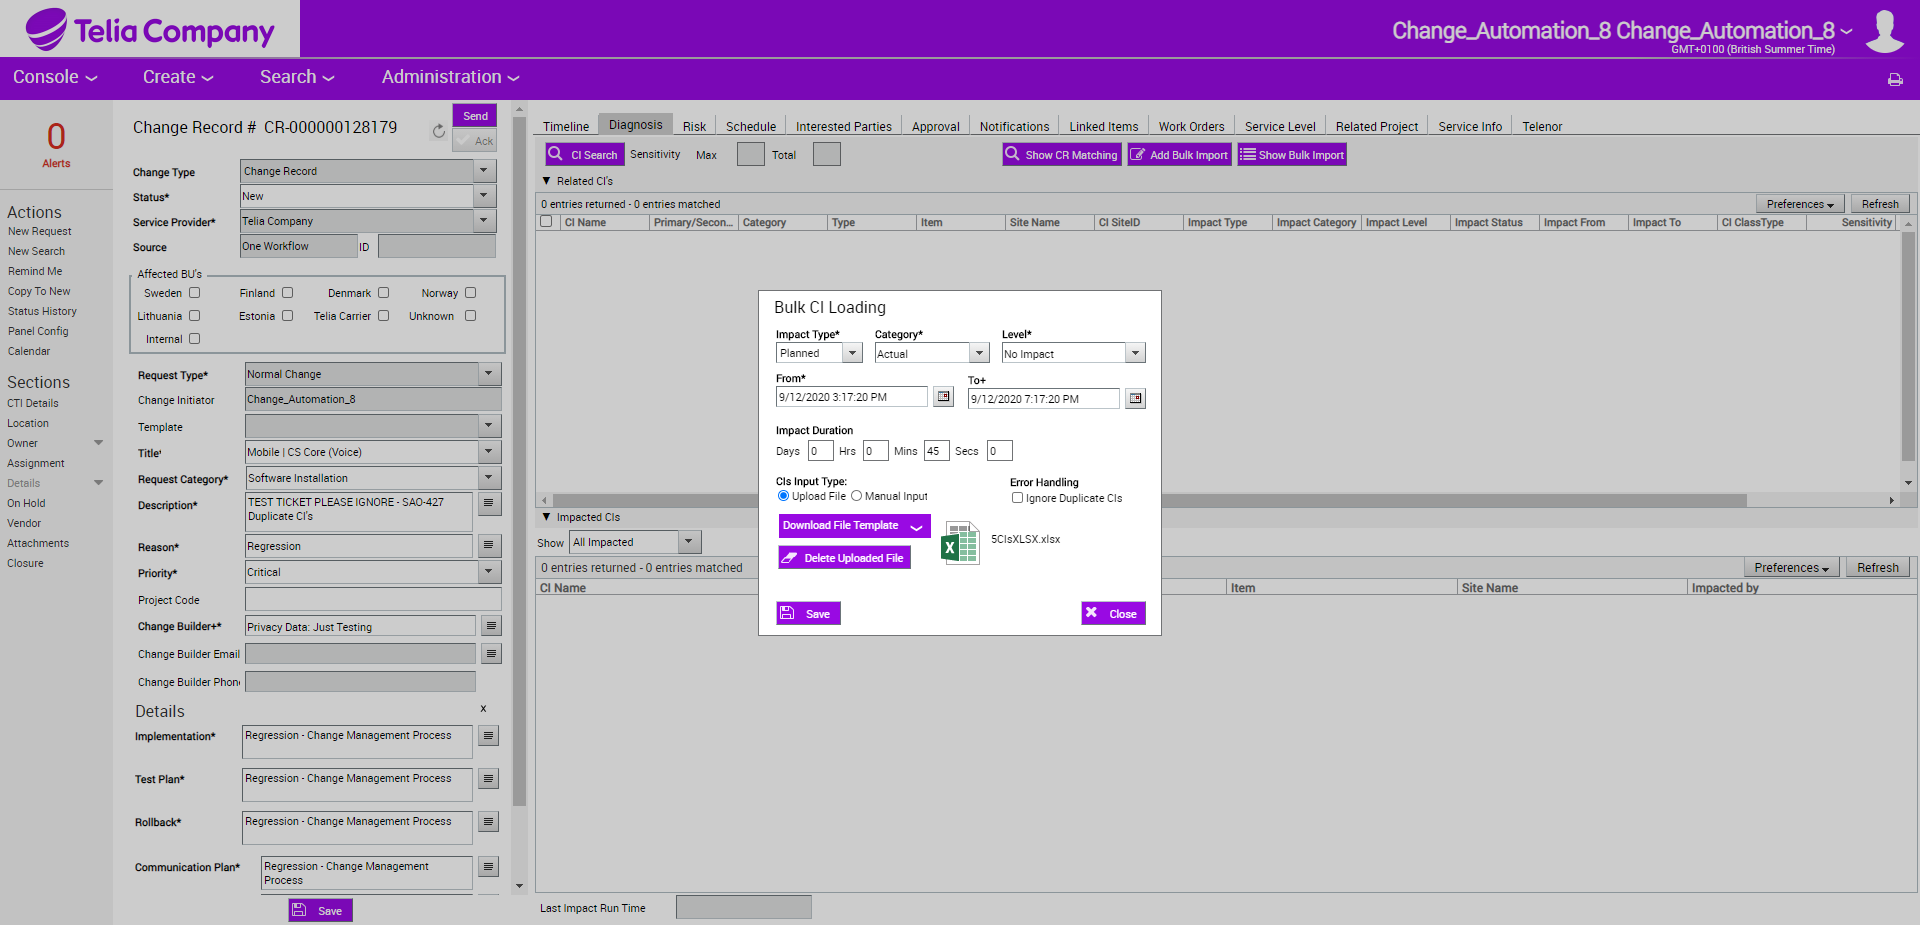 Telia Company
Change_Automation_8 Change_Automation_8
GMT+0100 (British Summer Time)
Console
Create
Search
Administration
0
Alerts
Actions
New Request
New Search
Remind Me
Copy To New
Status History
Panel Config
Calendar
Sections
CTI Details
Location
Owner
Assignment
Details
On Hold
Vendor
Attachments
Closure
Change Record # CR-000000128179
Send
Ack
Change Type Change Record
Status* New
Service Provider* Telia Company
Source One Workflow ID
Affected BU's
Sweden Finland Denmark Norway
Lithuania Estonia Telia Carrier Unknown
Internal
Request Type* Normal Change
Change Initiator Change_Automation_8
Template
Title* Mobile | CS Core (Voice)
Request Category* Software Installation
Description* TEST TICKET PLEASE IGNORE - SAO-427
Duplicate CI's
Reason* Regression
Priority* Critical
Project Code
Change Builder+* Privacy Data: Just Testing
Change Builder Email
Change Builder Phon
Details x
Implementation* Regression - Change Management Process
Test Plan* Regression - Change Management Process
Rollback* Regression - Change Management Process
Communication Plan* Regression - Change Management
Process
Save
Timeline Diagnosis Risk Schedule Interested Parties Approval Notifications Linked Items Work Orders Service Level Related Project Service Info Telenor
CI Search Sensitivity Max Total Show CR Matching Add Bulk Import Show Bulk Import
Related CI's
0 entries returned - 0 entries matched Preferences Refresh
CI Name Primary/Secon... Category Type Item Site Name CI SiteID Impact Type Impact Category Impact Level Impact Status Impact From Impact To CI ClassType Sensitivity
Bulk CI Loading
Impact Type* Category* Level*
Planned Actual No Impact
From* To+
9/12/2020 3:17:20 PM 9/12/2020 7:17:20 PM
Impact Duration
Days 0 Hrs 0 Mins 45 Secs 0
CIs Input Type: Error Handling
Upload File Manual Input Ignore Duplicate CIs
Download File Template
5CIsXLSX.xlsx
Delete Uploaded File
Save Close
Impacted CIs
Show All Impacted
0 entries returned - 0 entries matched Preferences Refresh
CI Name Item Site Name Impacted by
Last Impact Run Time